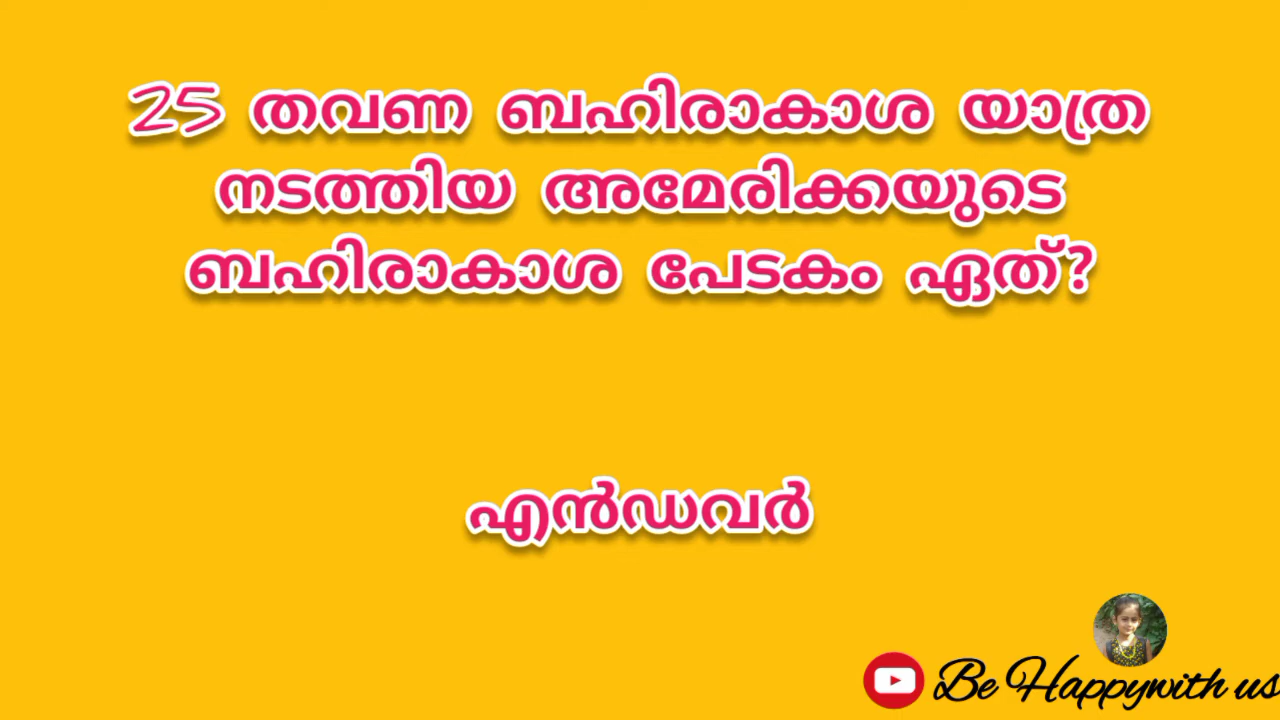 25 തവണ ബഹിരാകാശ യാത്ര
നടത്തിയ അമേരിക്കയുടെ
ബഹിരാകാശ പേടകം ഏത്?
എൻഡവർ
Be Happywith us